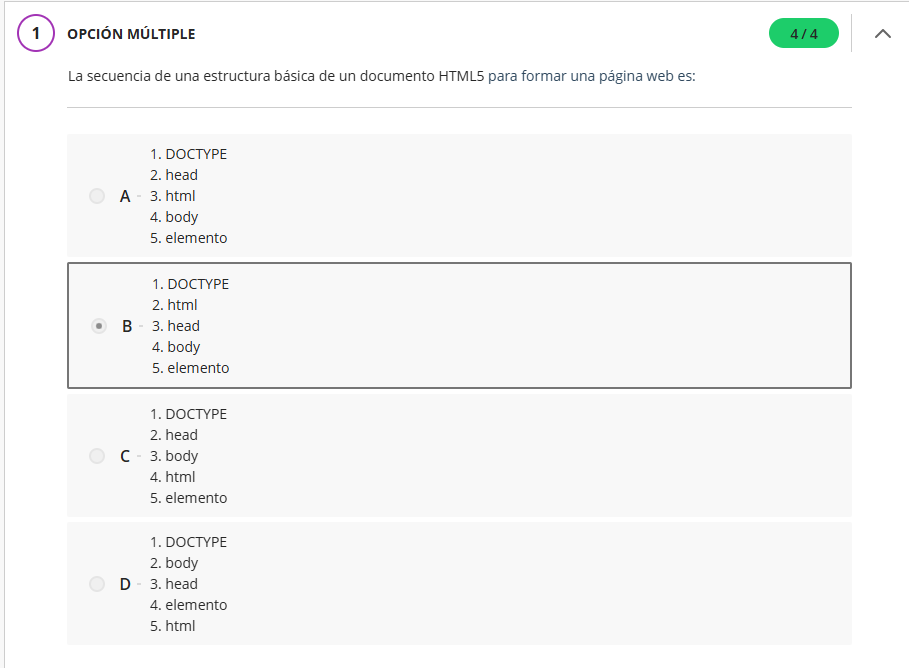 1 OPCIÓN MÚLTIPLE 4 / 4
La secuencia de una estructura básica de un documento HTML5 para formar una página web es:
1. DOCTYPE
2. head
A - 3. html
4. body
5. elemento
1. DOCTYPE
2. html
B - 3. head
4. body
5. elemento
1. DOCTYPE
2. head
C - 3. body
4. html
5. elemento
1. DOCTYPE
2. body
D - 3. head
4. elemento
5. html